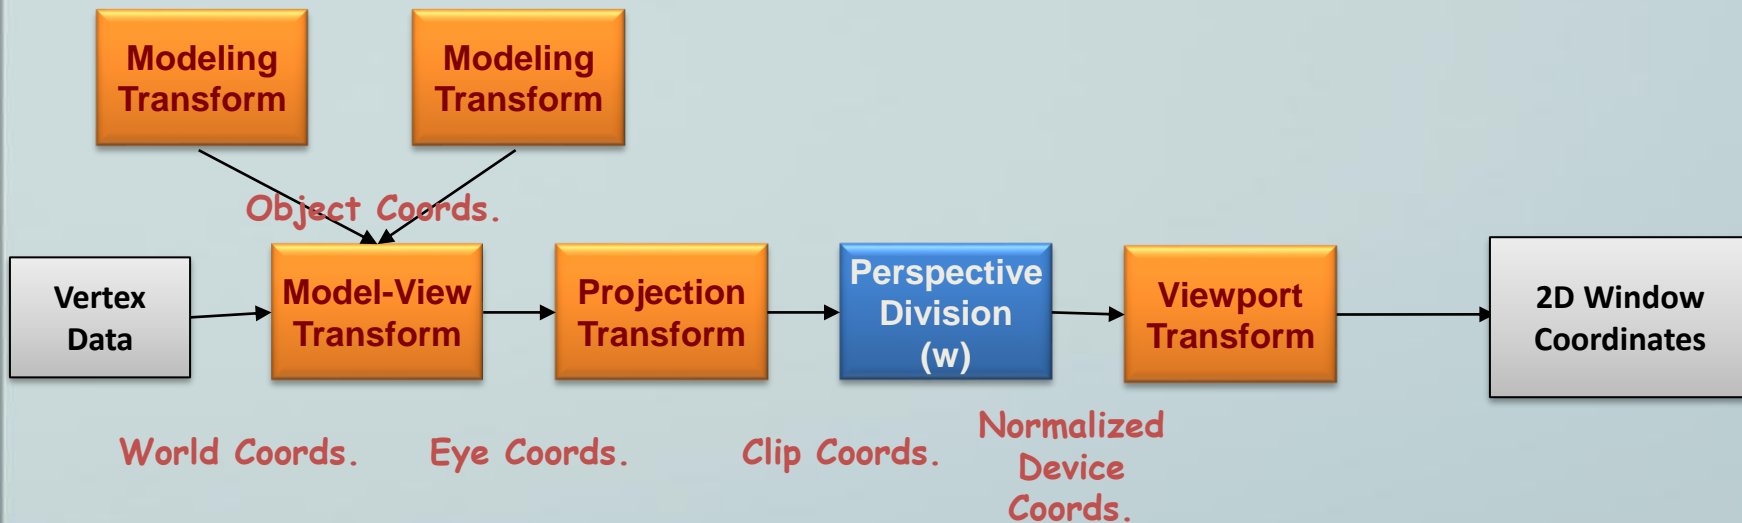 Modeling
Transform
Modeling
Transform
Object Coords.
Vertex
Data
Model-View
Transform
Projection
Transform
Perspective
Division
(w)
Viewport
Transform
2D Window
Coordinates
World Coords.
Eye Coords.
Clip Coords.
Normalized
Device
Coords.